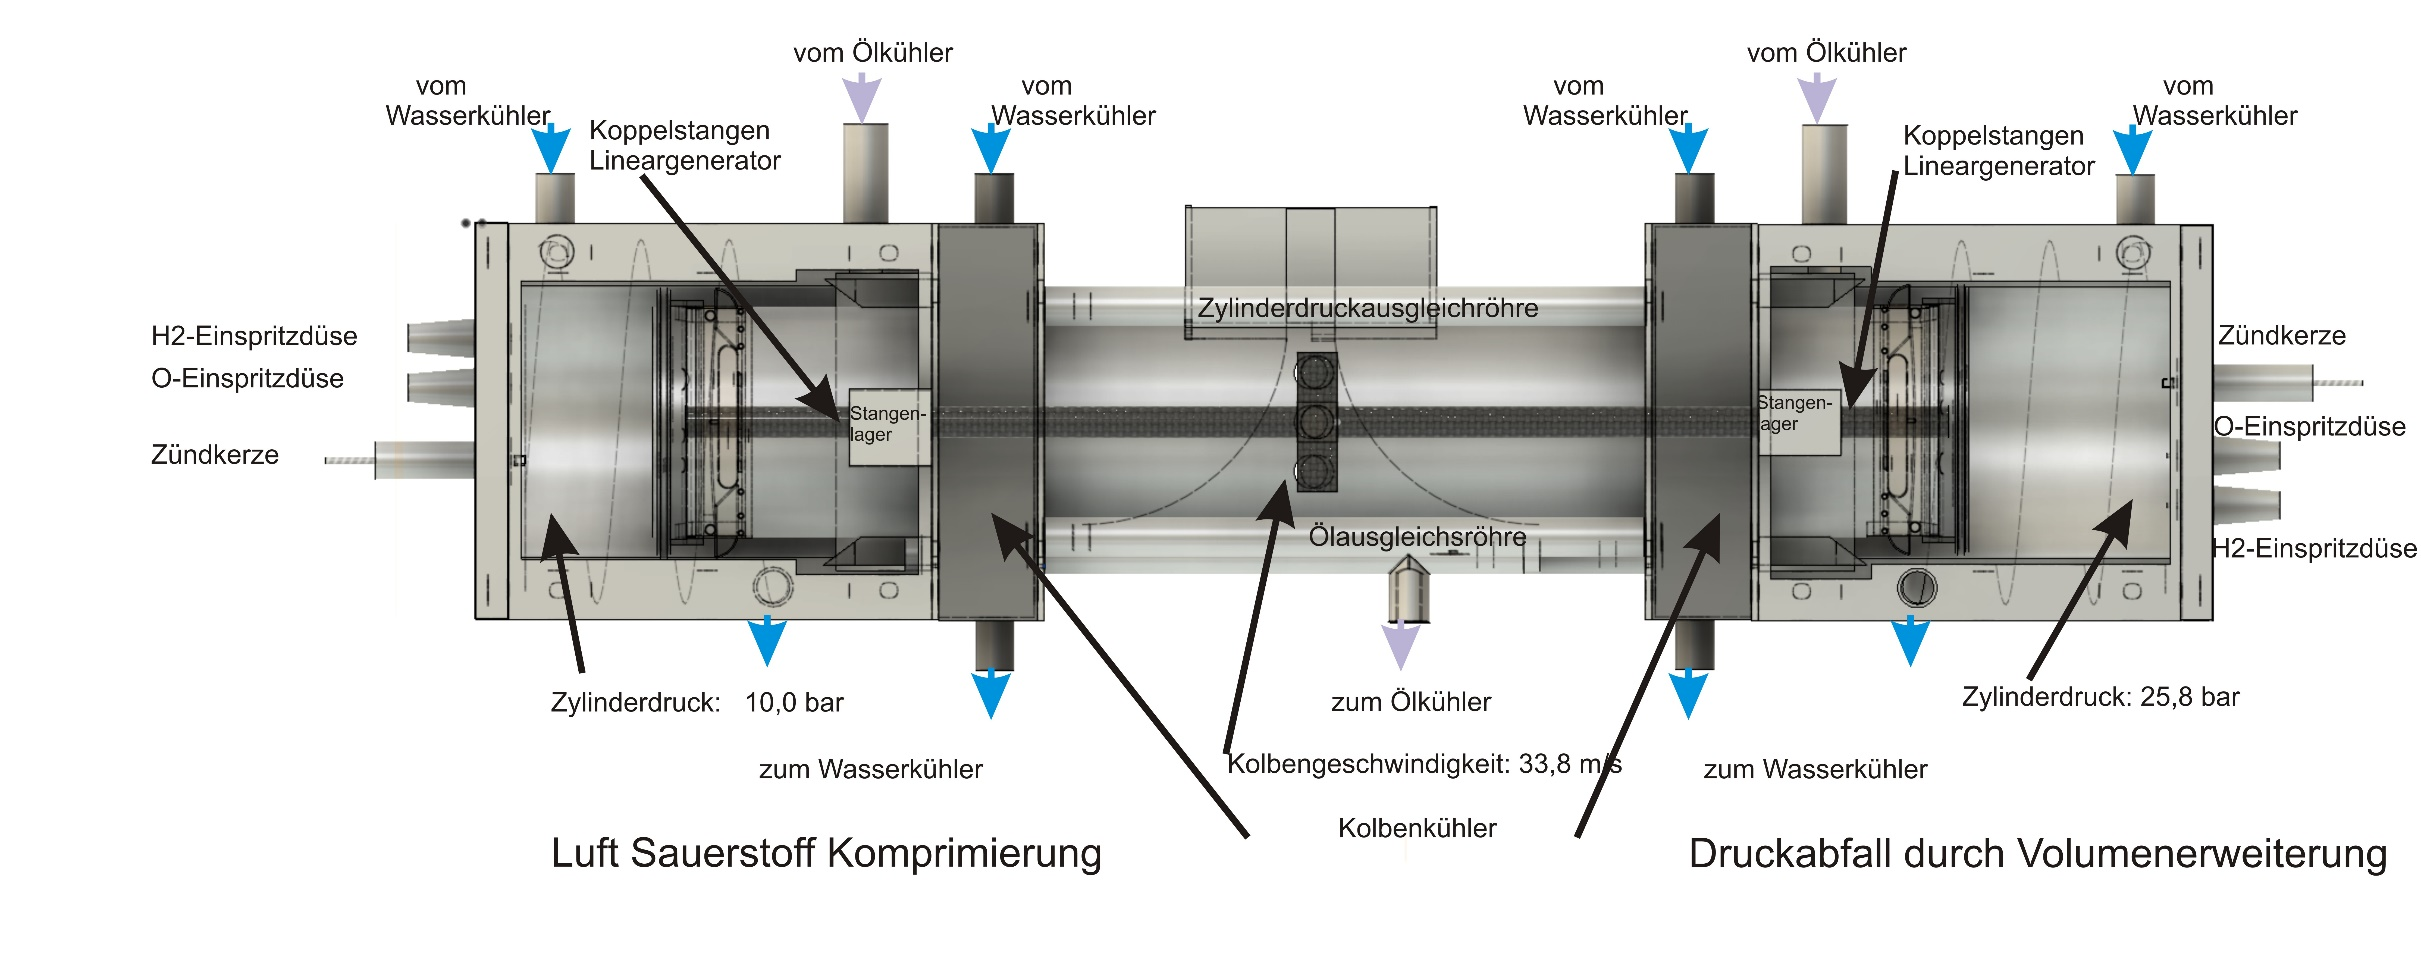 vom Ölkühler
vom Ölkühler
vom
Wasserkühler
vom
Wasserkühler
vom
Wasserkühler
vom
Wasserkühler
Koppelstangen
Lineargenerator
Koppelstangen
Lineargenerator
Zylinderdruckausgleichröhre
H2-Einspritzdüse
O-Einspritzdüse
Zündkerze
Zündkerze
O-Einspritzdüse
H2-Einspritzdüse
Stangen-
lager
Stangen-
lager
Ölausgleichsröhre
Zylinderdruck: 10,0 bar
zum Ölkühler
Zylinderdruck: 25,8 bar
zum Wasserkühler
Kolbengeschwindigkeit: 33,8 m/s
zum Wasserkühler
Kolbenkühler
Luft Sauerstoff Komprimierung
Druckabfall durch Volumenerweiterung